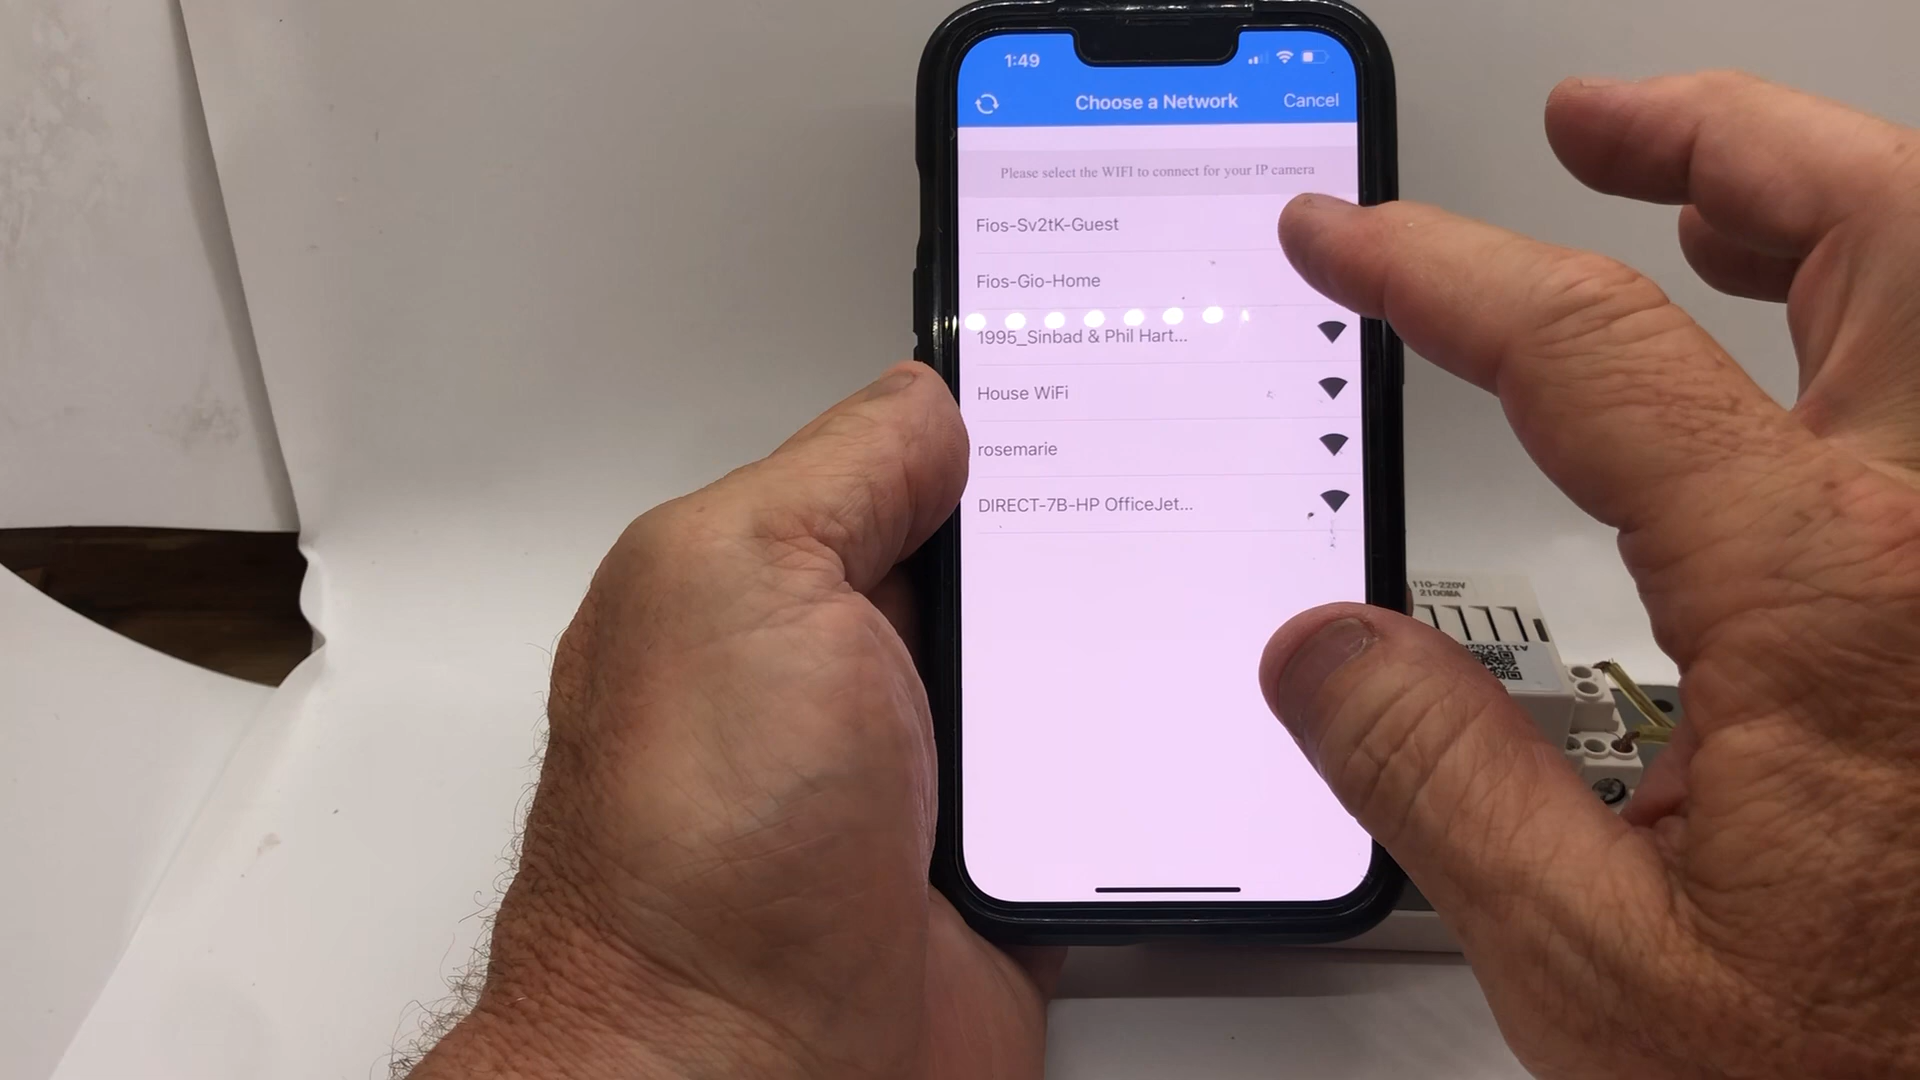 1:49
Choose a Network
Cancel
Please select the WIFI to connect for your IP camera
Fios-Sv2tK-Guest
Fios-Gio-Home
1995_Sinbad & Phil Hart...
House WiFi
rosemarie
DIRECT-7B-HP OfficeJet...
110~220V
2100MA